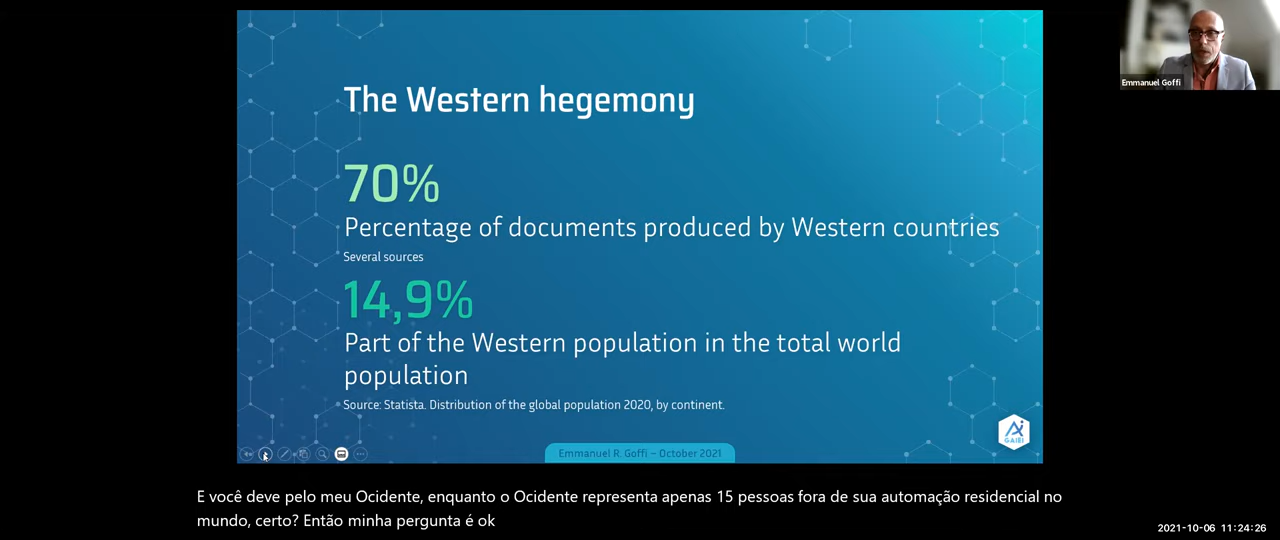 The Western hegemony
70%
Percentage of documents produced by Western countries
Several sources
14,9%
Part of the Western population in the total world
population
Source: Statista. Distribution of the global population 2020, by continent.
Emmanuel R. Goffi – October 2021
AI
GAIEI
Emmanuel Goffi
E você deve pelo meu Ocidente, enquanto o Ocidente representa apenas 15 pessoas fora de sua automação residencial no
mundo, certo? Então minha pergunta é ok
2021-10-06 11:24:26